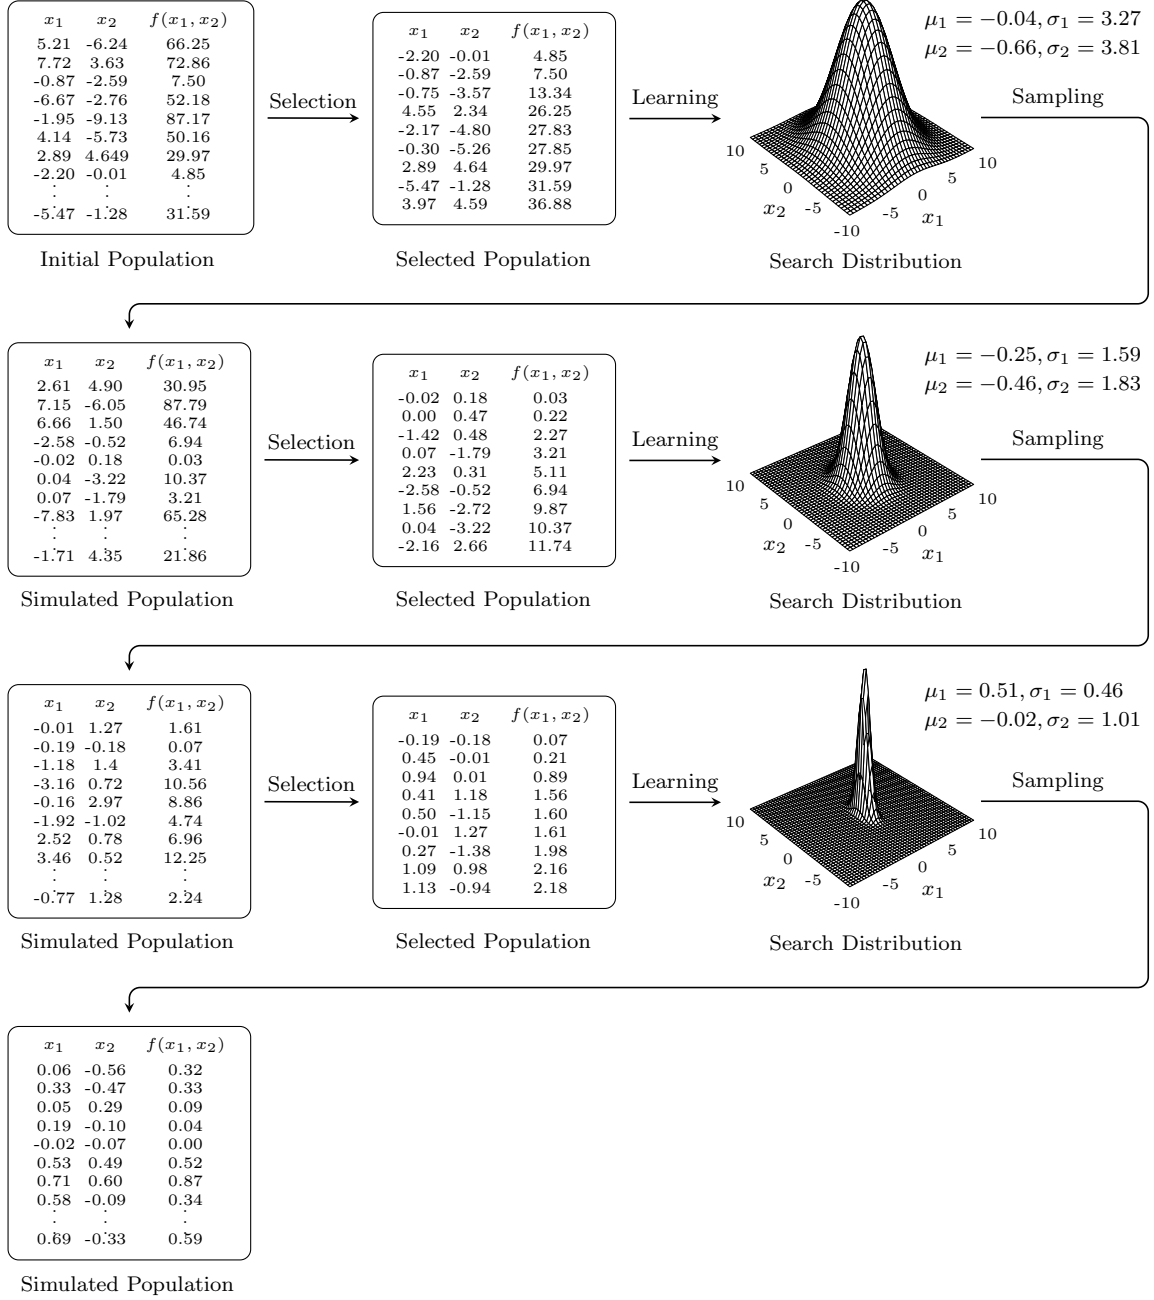 x₁ x₂ f(x₁, x₂)
5.21 -6.24 66.25
7.72 3.63 72.86
-0.87 -2.59 7.50
-6.67 -2.76 52.18
-1.95 -9.13 87.17
4.14 -5.73 50.16
2.89 4.649 29.97
-2.20 -0.01 4.85
. . .
. . .
-5.47 -1.28 31.59
Initial Population
Selection
x₁ x₂ f(x₁, x₂)
-2.20 -0.01 4.85
-0.87 -2.59 7.50
-0.75 -3.57 13.34
4.55 2.34 26.25
-2.17 -4.80 27.83
-0.30 -5.26 27.85
2.89 4.64 29.97
-5.47 -1.28 31.59
3.97 4.59 36.88
Selected Population
Learning
10 5 0 -5 -10
x₂
-5 0 5 10
x₁
Search Distribution
μ₁ = −0.04, σ₁ = 3.27
μ₂ = −0.66, σ₂ = 3.81
Sampling
x₁ x₂ f(x₁, x₂)
2.61 4.90 30.95
7.15 -6.05 87.79
6.66 1.50 46.74
-2.58 -0.52 6.94
-0.02 0.18 0.03
0.04 -3.22 10.37
0.07 -1.79 3.21
-7.83 1.97 65.28
. . .
. . .
-1.71 4.35 21.86
Simulated Population
Selection
x₁ x₂ f(x₁, x₂)
-0.02 0.18 0.03
0.00 0.47 0.22
-1.42 0.48 2.27
0.07 -1.79 3.21
2.23 0.31 5.11
-2.58 -0.52 6.94
1.56 -2.72 9.87
0.04 -3.22 10.37
-2.16 2.66 11.74
Selected Population
Learning
10 5 0 -5 -10
x₂
-5 0 5 10
x₁
Search Distribution
μ₁ = −0.25, σ₁ = 1.59
μ₂ = −0.46, σ₂ = 1.83
Sampling
x₁ x₂ f(x₁, x₂)
-0.01 1.27 1.61
-0.19 -0.18 0.07
-1.18 1.4 3.41
-3.16 0.72 10.56
-0.16 2.97 8.86
-1.92 -1.02 4.74
2.52 0.78 6.96
3.46 0.52 12.25
. . .
. . .
-0.77 1.28 2.24
Simulated Population
Selection
x₁ x₂ f(x₁, x₂)
-0.19 -0.18 0.07
0.45 -0.01 0.21
0.94 0.01 0.89
0.41 1.18 1.56
0.50 -1.15 1.60
-0.01 1.27 1.61
0.27 -1.38 1.98
1.09 0.98 2.16
1.13 -0.94 2.18
Selected Population
Learning
10 5 0 -5 -10
x₂
-5 0 5 10
x₁
Search Distribution
μ₁ = 0.51, σ₁ = 0.46
μ₂ = −0.02, σ₂ = 1.01
Sampling
x₁ x₂ f(x₁, x₂)
0.06 -0.56 0.32
0.33 -0.47 0.33
0.05 0.29 0.09
0.19 -0.10 0.04
-0.02 -0.07 0.00
0.53 0.49 0.52
0.71 0.60 0.87
0.58 -0.09 0.34
. . .
. . .
0.69 -0.33 0.59
Simulated Population